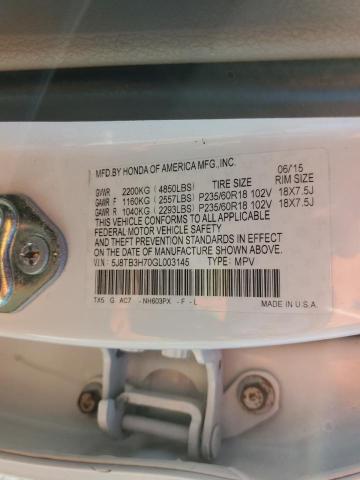 MFD.BY HONDA OF AMERICA MFG.,INC. 06/15
GVWR 2200KG (4850LBS) TIRE SIZE RIM SIZE
GAWR F 1160KG (2557LBS) P235/60R18 102V 18X7.5J
GAWR R 1040KG (2293LBS) P235/60R18 102V 18X7.5J
THIS VEHICLE CONFORMS TO ALL APPLICABLE
FEDERAL MOTOR VEHICLE SAFETY
AND THEFT PREVENTION STANDARDS IN EFFECT
ON THE DATE OF MANUFACTURE SHOWN ABOVE.
V.I.N: 5J8TB3H70GL003145 TYPE: MPV
TX5 G AC7 -NH603PX -F-L MADE IN U.S.A.